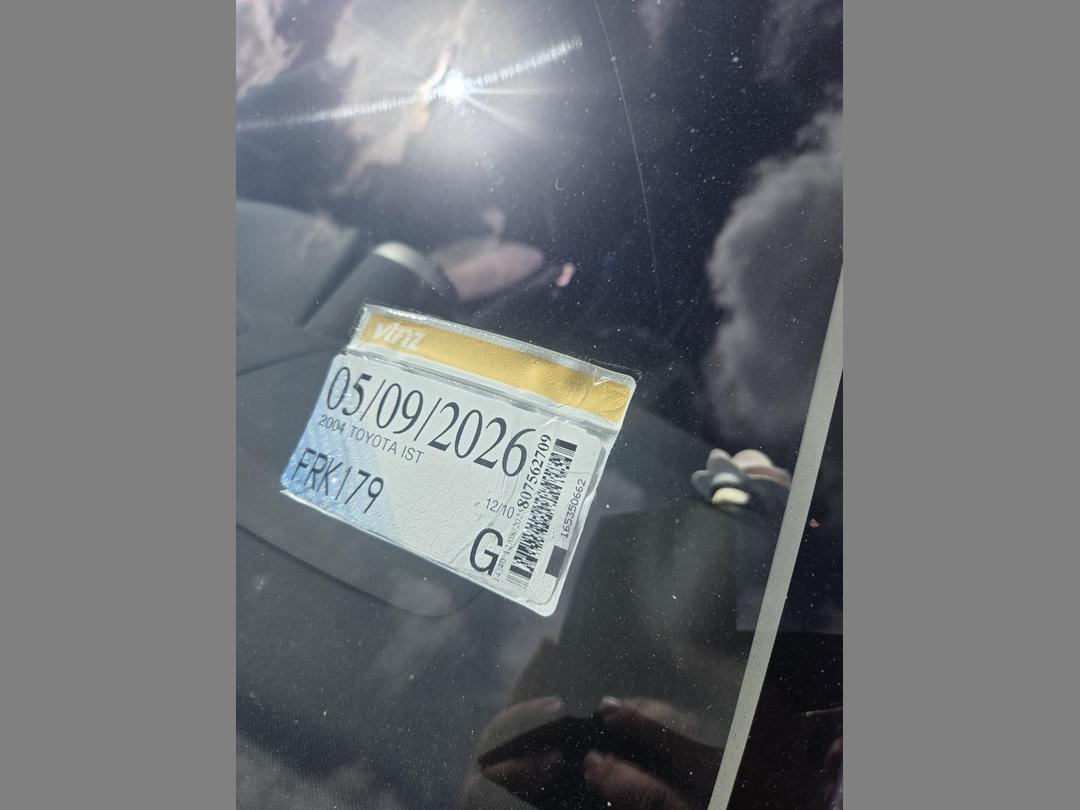 vtnz
05/09/2026
2004 TOYOTA IST
FRK179
12/10
G
807562709
165350662